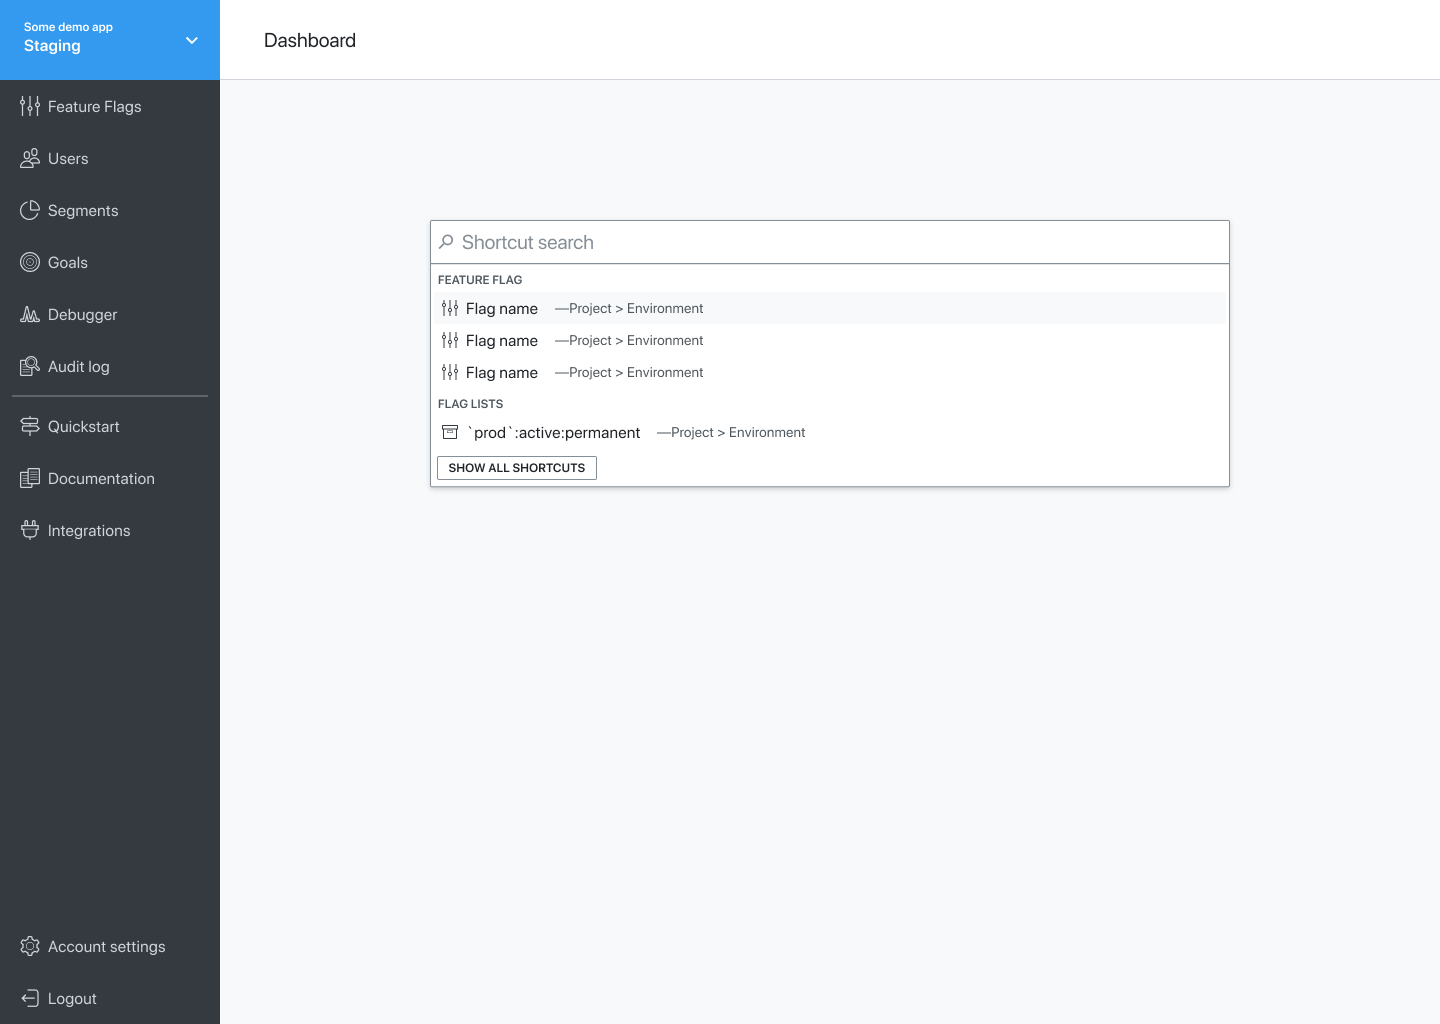 Some demo app
Staging
Dashboard
Feature Flags
Users
Segments
Goals
Debugger
Audit log
Quickstart
Documentation
Integrations
Account settings
Logout
Shortcut search
FEATURE FLAG
Flag name —Project > Environment
Flag name —Project > Environment
Flag name —Project > Environment
FLAG LISTS
`prod`:active:permanent —Project > Environment
SHOW ALL SHORTCUTS